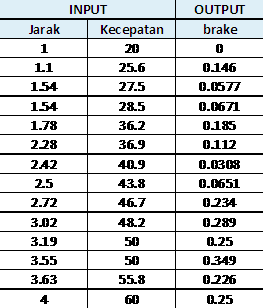 INPUT OUTPUT
Jarak Kecepatan brake
1 20 0
1.1 25.6 0.146
1.54 27.5 0.0577
1.54 28.5 0.0671
1.78 36.2 0.185
2.28 36.9 0.112
2.42 40.9 0.0308
2.5 43.8 0.0651
2.72 46.7 0.234
3.02 48.2 0.289
3.19 50 0.25
3.55 50 0.349
3.63 55.8 0.226
4 60 0.25